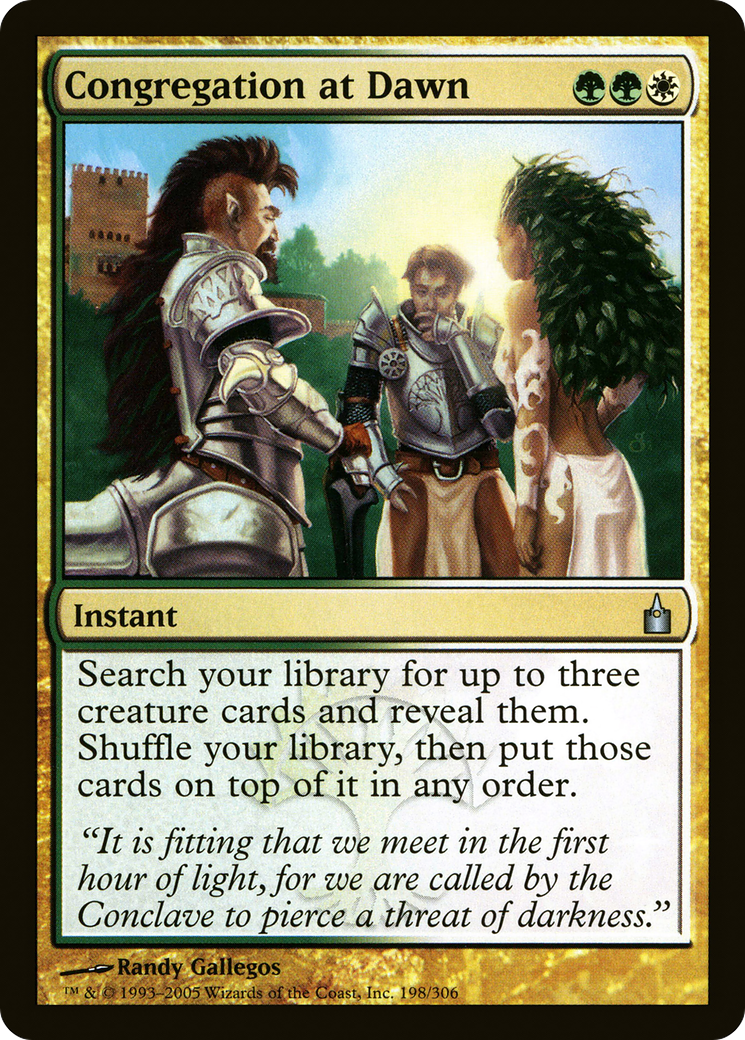 Congregation at Dawn
Instant
Search your library for up to three
creature cards and reveal them.
Shuffle your library, then put those
cards on top of it in any order.
“It is fitting that we meet in the first
hour of light, for we are called by the
Conclave to pierce a threat of darkness.”
Randy Gallegos
™ & © 1993–2005 Wizards of the Coast, Inc. 198/306